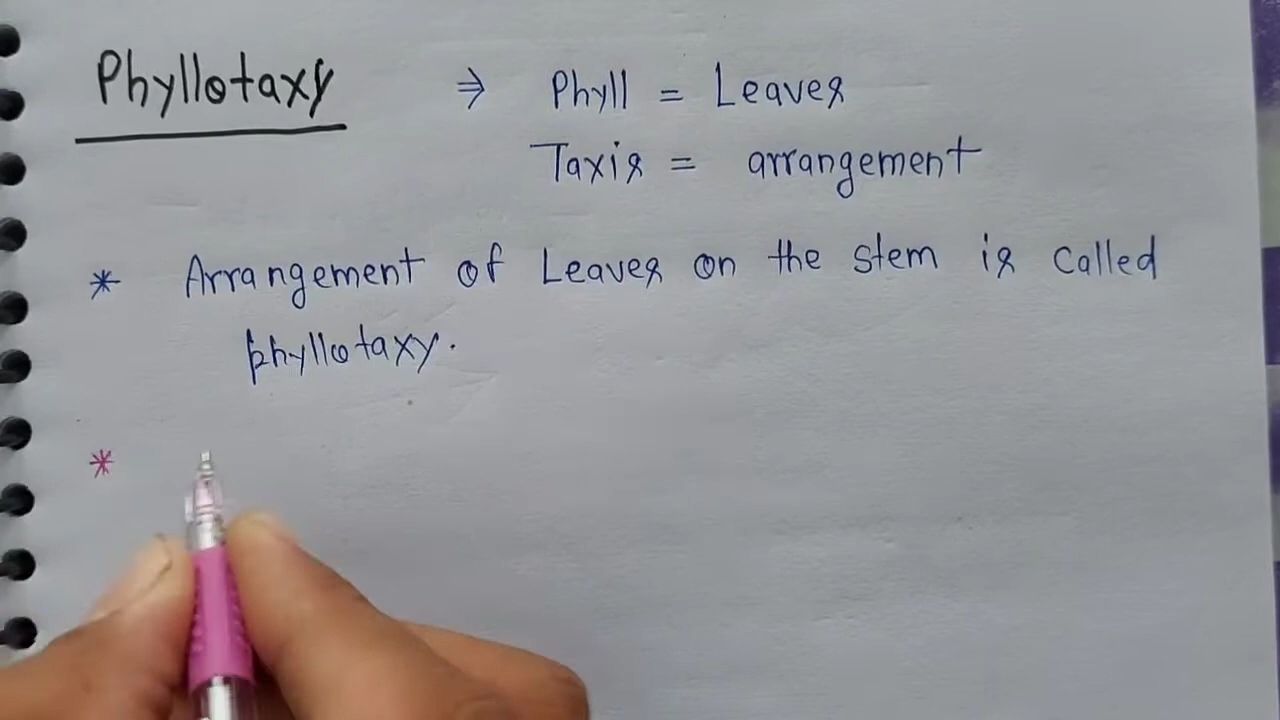 Phyllotaxy ⇒ Phyll = Leaves
Taxis = arrangement
* Arrangement of Leaves on the stem is called
phyllotaxy.
*